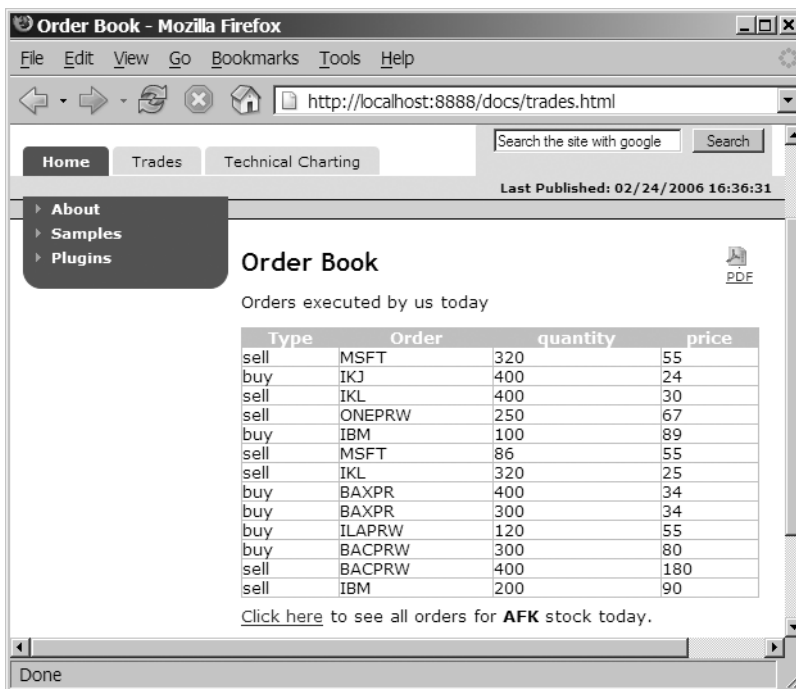 Order Book - Mozilla Firefox
File Edit View Go Bookmarks Tools Help
http://localhost:8888/docs/trades.html
Search the site with google Search
Home Trades Technical Charting
Last Published: 02/24/2006 16:36:31
About
Samples
Plugins
Order Book
PDF
Orders executed by us today
Type Order quantity price
sell MSFT 320 55
buy IKJ 400 24
sell IKL 400 30
sell ONEPRW 250 67
buy IBM 100 89
sell MSFT 86 55
sell IKL 320 25
buy BAXPR 400 34
buy BAXPR 300 34
buy ILAPRW 120 55
buy BACPRW 300 80
sell BACPRW 400 180
sell IBM 200 90
Click here to see all orders for AFK stock today.
Done